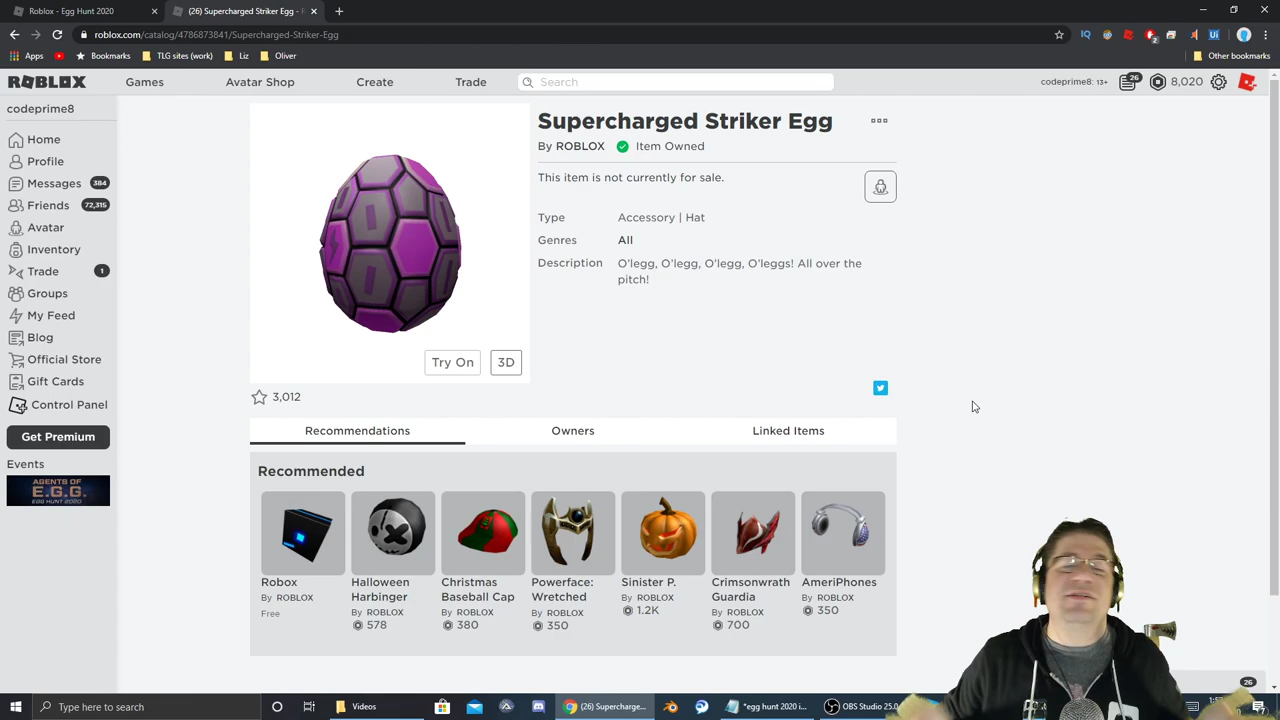 Roblox - Egg Hunt 2020
(26) Supercharged Striker Egg - R
roblox.com/catalog/4786873841/Supercharged-Striker-Egg
Apps
Bookmarks
TLG sites (work)
Liz
Oliver
Other bookmarks
ROBLOX
Games
Avatar Shop
Create
Trade
Search
codeprime8: 13+
26
8,020
codeprime8
Home
Profile
Messages 384
Friends 72,315
Avatar
Inventory
Trade 1
Groups
My Feed
Blog
Official Store
Gift Cards
Control Panel
Get Premium
Events
AGENTS OF
E.G.G.
EGG HUNT 2020
Supercharged Striker Egg
By ROBLOX Item Owned
This item is not currently for sale.
Type Accessory | Hat
Genres All
Description O'legg, O'legg, O'legg, O'leggs! All over the
pitch!
Try On
3D
3,012
Recommendations
Owners
Linked Items
Recommended
Robox
By ROBLOX
Free
Halloween
Harbinger
By ROBLOX
578
Christmas
Baseball Cap
By ROBLOX
380
Powerface:
Wretched
By ROBLOX
350
Sinister P.
By ROBLOX
1.2K
Crimsonwrath
Guardia
By ROBLOX
700
AmeriPhones
By ROBLOX
350
26
Type here to search
Videos
(26) Supercharge...
*egg hunt 2020 i...
OBS Studio 25.0